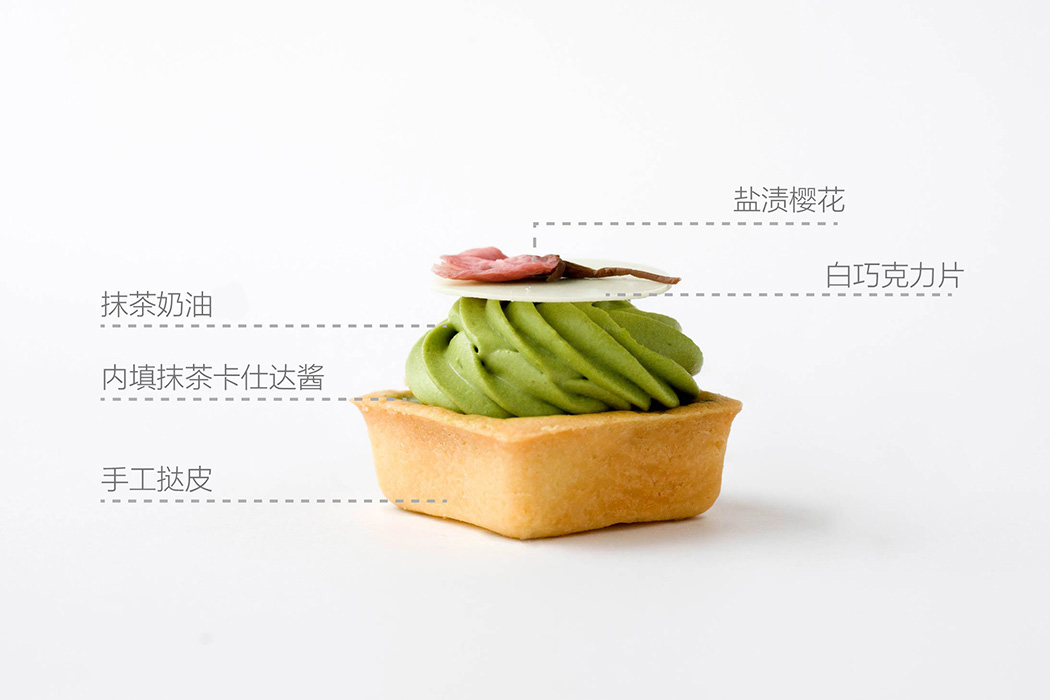 盐渍樱花
白巧克力片
抹茶奶油
内填抹茶卡仕达酱
手工挞皮